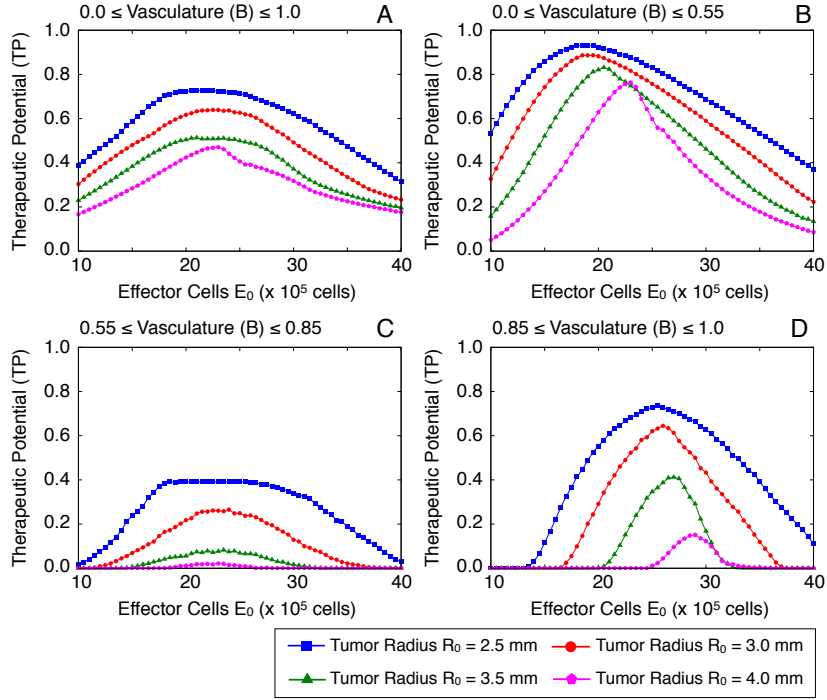 0.0 ≤ Vasculature (B) ≤ 1.0 A
Therapeutic Potential (TP)
1.0
0.8
0.6
0.4
0.2
0.0
10 20 30 40
Effector Cells E₀ (x 10⁵ cells)
0.0 ≤ Vasculature (B) ≤ 0.55 B
Therapeutic Potential (TP)
1.0
0.8
0.6
0.4
0.2
0.0
10 20 30 40
Effector Cells E₀ (x 10⁵ cells)
0.55 ≤ Vasculature (B) ≤ 0.85 C
Therapeutic Potential (TP)
1.0
0.8
0.6
0.4
0.2
0.0
10 20 30 40
Effector Cells E₀ (x 10⁵ cells)
0.85 ≤ Vasculature (B) ≤ 1.0 D
Therapeutic Potential (TP)
1.0
0.8
0.6
0.4
0.2
0.0
10 20 30 40
Effector Cells E₀ (x 10⁵ cells)
Tumor Radius R₀ = 2.5 mm Tumor Radius R₀ = 3.0 mm
Tumor Radius R₀ = 3.5 mm Tumor Radius R₀ = 4.0 mm